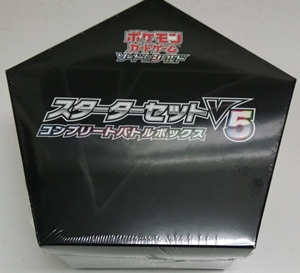 ポケモン
カードゲーム
ソード&シールド
スターターセットV
コンプリートバトルボックス
5